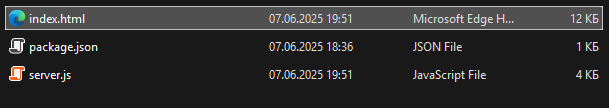 index.html 07.06.2025 19:51 Microsoft Edge H... 12 КБ
package.json 07.06.2025 18:36 JSON File 1 КБ
server.js 07.06.2025 19:51 JavaScript File 4 КБ